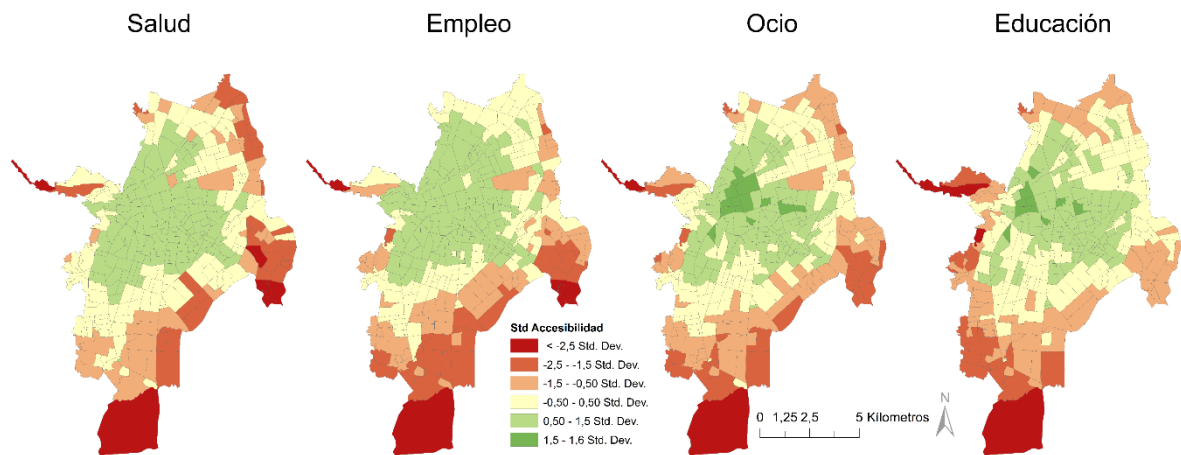 Salud
Empleo
Ocio
Educación
Std Accesibilidad
< -2,5 Std. Dev.
-2,5 - -1,5 Std. Dev.
-1,5 - -0,50 Std. Dev.
-0,50 - 0,50 Std. Dev.
0,50 - 1,5 Std. Dev.
1,5 - 1,6 Std. Dev.
0 1,25 2,5 5 Kilometros
N